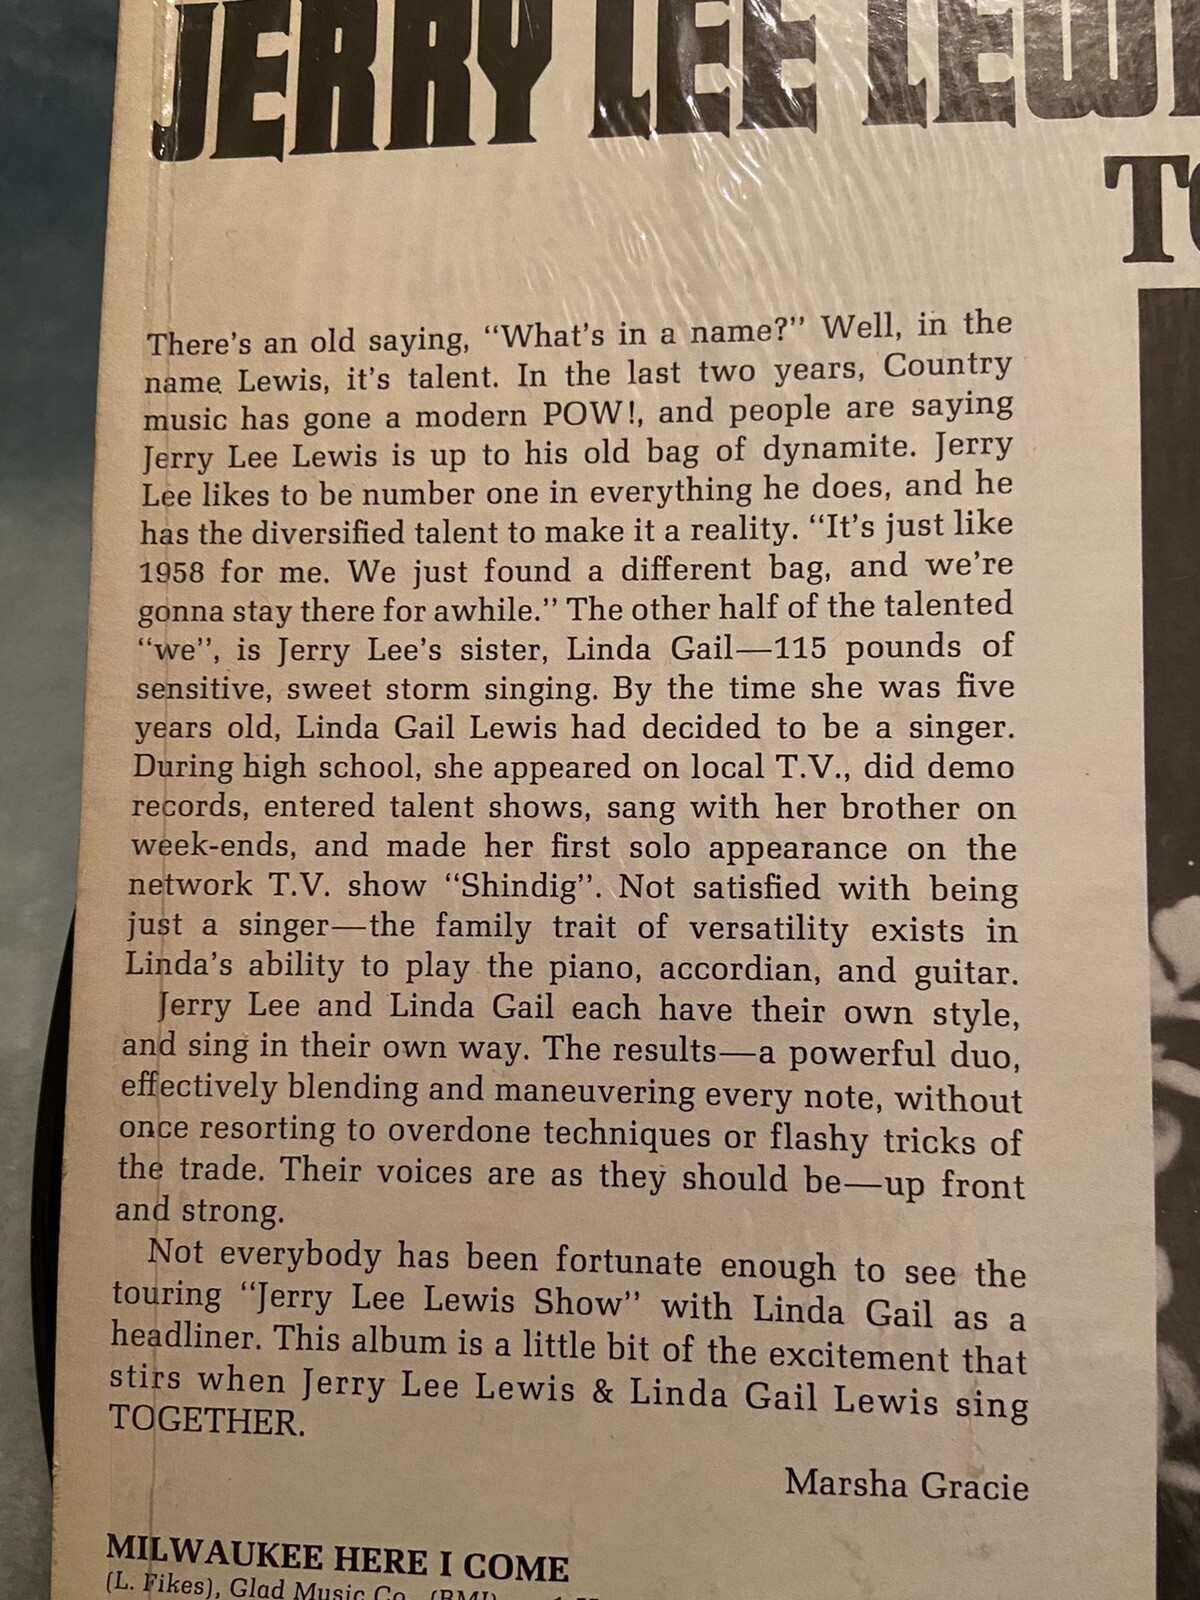 JERRY LEE
There's an old saying, “What's in a name?” Well, in the
name Lewis, it's talent. In the last two years, Country
music has gone a modern POW!, and people are saying
Jerry Lee Lewis is up to his old bag of dynamite. Jerry
Lee likes to be number one in everything he does, and he
has the diversified talent to make it a reality. “It's just like
1958 for me. We just found a different bag, and we're
gonna stay there for awhile.” The other half of the talented
“we”, is Jerry Lee's sister, Linda Gail—115 pounds of
sensitive, sweet storm singing. By the time she was five
years old, Linda Gail Lewis had decided to be a singer.
During high school, she appeared on local T.V., did demo
records, entered talent shows, sang with her brother on
week-ends, and made her first solo appearance on the
network T.V. show “Shindig”. Not satisfied with being
just a singer—the family trait of versatility exists in
Linda's ability to play the piano, accordian, and guitar.
Jerry Lee and Linda Gail each have their own style,
and sing in their own way. The results—a powerful duo,
effectively blending and maneuvering every note, without
once resorting to overdone techniques or flashy tricks of
the trade. Their voices are as they should be—up front
and strong.
Not everybody has been fortunate enough to see the
touring “Jerry Lee Lewis Show” with Linda Gail as a
headliner. This album is a little bit of the excitement that
stirs when Jerry Lee Lewis & Linda Gail Lewis sing
TOGETHER.
Marsha Gracie
MILWAUKEE HERE I COME
(L. Fikes), Glad Music Co. (BMI)